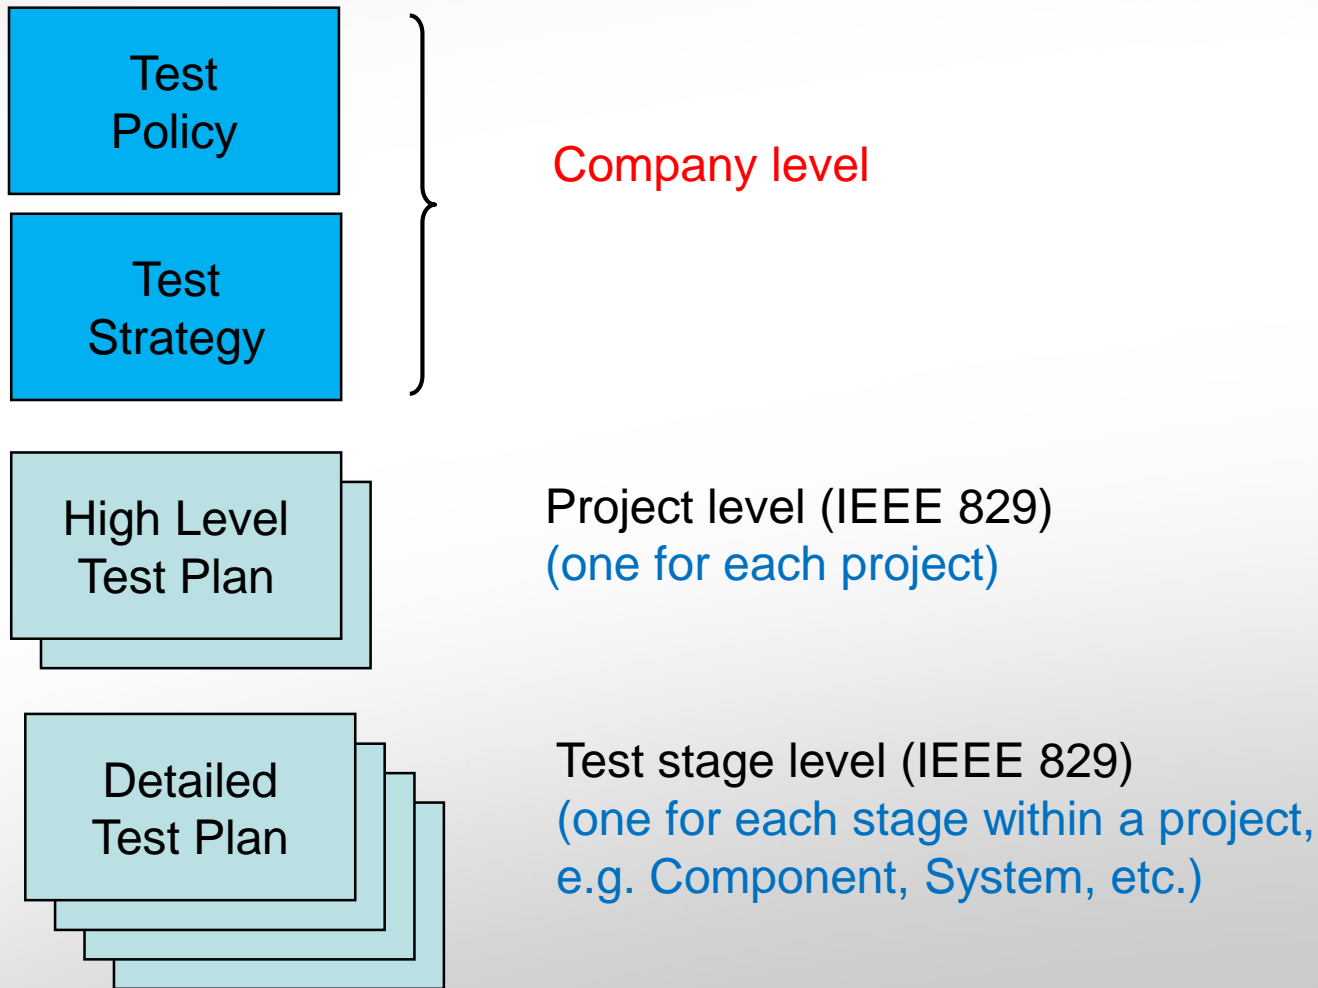 Test
Policy
Company level
Test
Strategy
High Level
Test Plan
Project level (IEEE 829)
(one for each project)
Detailed
Test Plan
Test stage level (IEEE 829)
(one for each stage within a project,
e.g. Component, System, etc.)